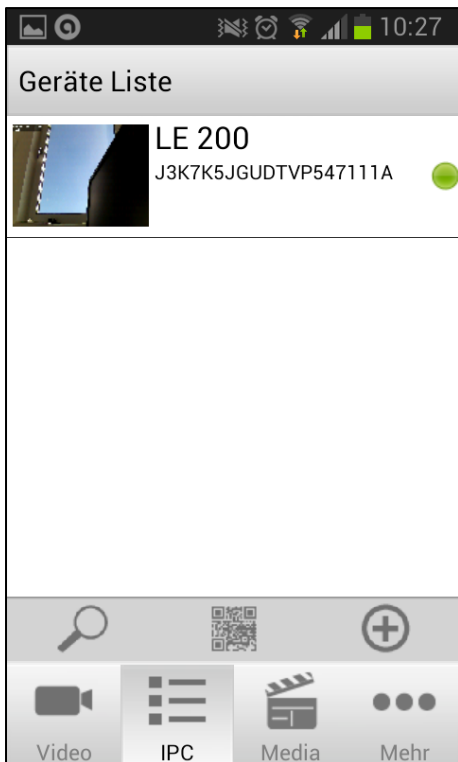 10:27
Geräte Liste
LE 200
J3K7K5JGUDTVP547111A
Video IPC Media Mehr